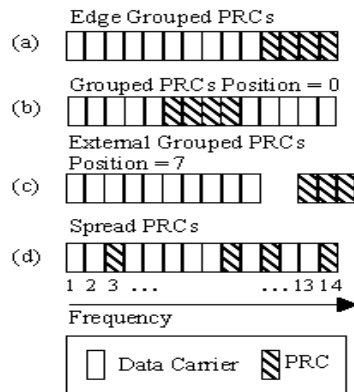 Edge Grouped PRCs
(a)
Grouped PRCs Position = 0
(b)
External Grouped PRCs
Position = 7
(c)
Spread PRCs
(d)
1 2 3 ... ...13 14
Frequency
Data Carrier PRC